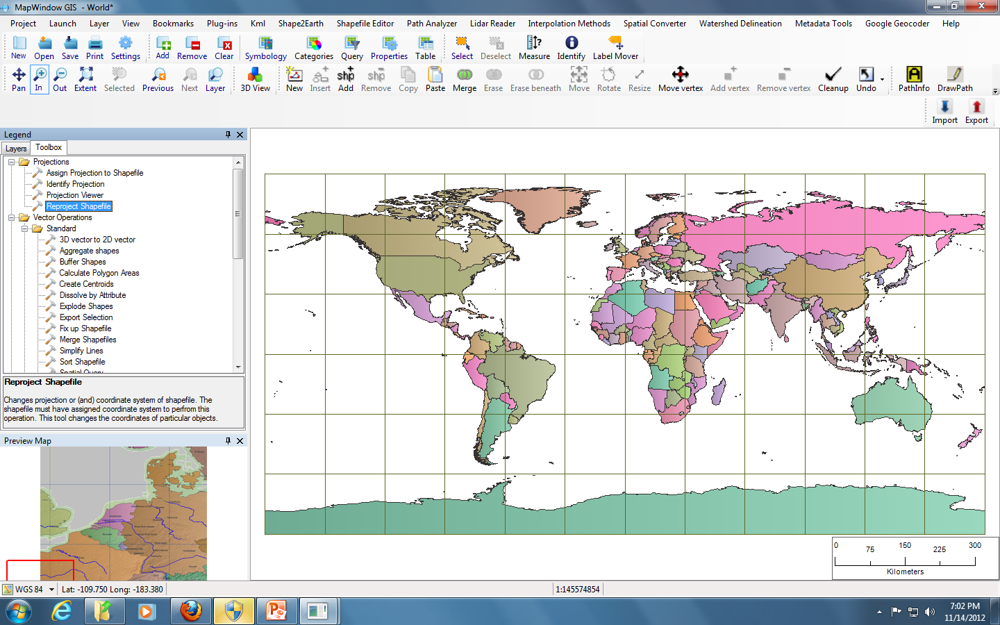 MapWindow GIS - World*
Project Launch Layer View Bookmarks Plug-ins Kml Shape2Earth Shapefile Editor Path Analyzer Lidar Reader Interpolation Methods Spatial Converter Watershed Delineation Metadata Tools Google Geocoder Help
New Open Save Print Settings Add Remove Clear Symbology Categories Query Properties Table Select Deselect Measure Identify Label Mover
shp shp
Pan In Out Extent Selected Previous Next Layer 3D View New Insert Add Remove Copy Paste Merge Erase Erase beneath Move Rotate Resize Move vertex Add vertex Remove vertex Cleanup Undo PathInfo DrawPath
Import Export
Legend
Layers Toolbox
Projections
Assign Projection to Shapefile
Identify Projection
Projection Viewer
Reproject Shapefile
Vector Operations
Standard
3D vector to 2D vector
Aggregate shapes
Buffer Shapes
Calculate Polygon Areas
Create Centroids
Dissolve by Attribute
Explode Shapes
Export Selection
Fix up Shapefile
Merge Shapefiles
Simplify Lines
Sort Shapefile
Spatial Query
Reproject Shapefile
Changes projection or (and) coordinate system of shapefile. The
shapefile must have assigned coordinate system to perfrom this
operation. This tool changes the coordinates of particular objects.
Preview Map
0 75 150 225 300
Kilometers
WGS 84 Lat: -109.750 Long: -183.380 1:145574854
7:02 PM
11/14/2012